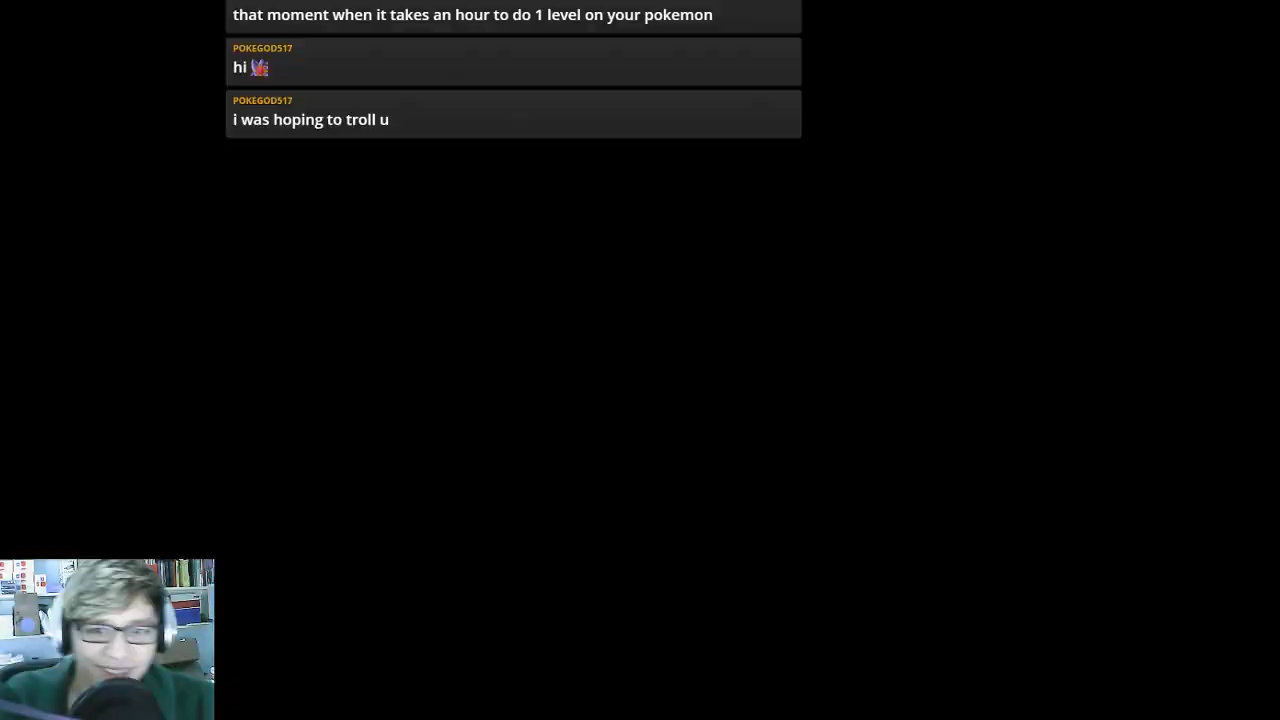 that moment when it takes an hour to do 1 level on your pokemon
POKEGOD517
hi
POKEGOD517
i was hoping to troll u